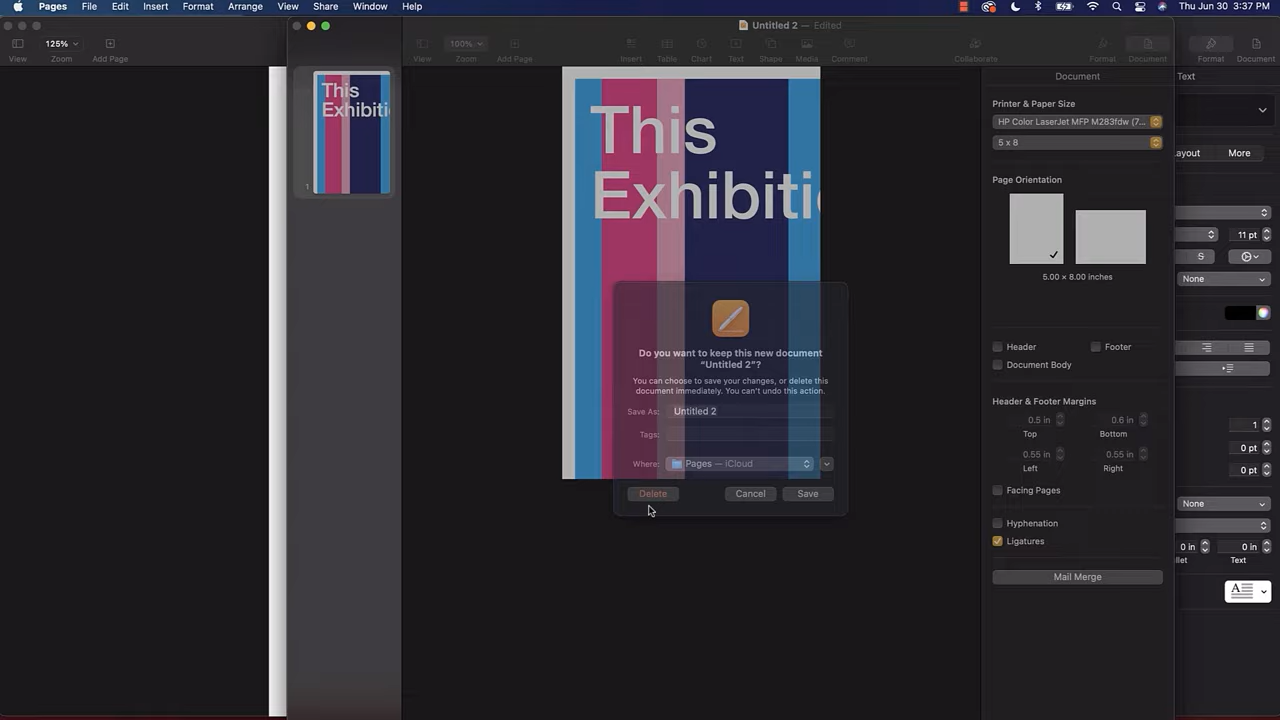 Pages File Edit Insert Format Arrange View Share Window Help Thu Jun 30 3:37 PM
Untitled 2 — Edited
125% 100%
View Zoom Add Page View Zoom Add Page Insert Table Chart Text Shape Media Comment Collaborate Format Document Format Document
Document Text
This
Exhibiti
1
This
Exhibiti
Printer & Paper Size
HP Color LaserJet MFP M283fdw (7...
5 x 8
Page Orientation
5.00 x 8.00 inches
Header Footer
Document Body
Header & Footer Margins
0.5 in 0.6 in
Top Bottom
0.55 in 0.55 in
Left Right
Facing Pages
Hyphenation
Ligatures
Mail Merge
Do you want to keep this new document
“Untitled 2”?
You can choose to save your changes, or delete this
document immediately. You can't undo this action.
Save As: Untitled 2
Tags:
Where: Pages — iCloud
Delete Cancel Save
ayout More
11 pt
S
None
1
0 pt
0 pt
None
0 in 0 in
llet Text
A